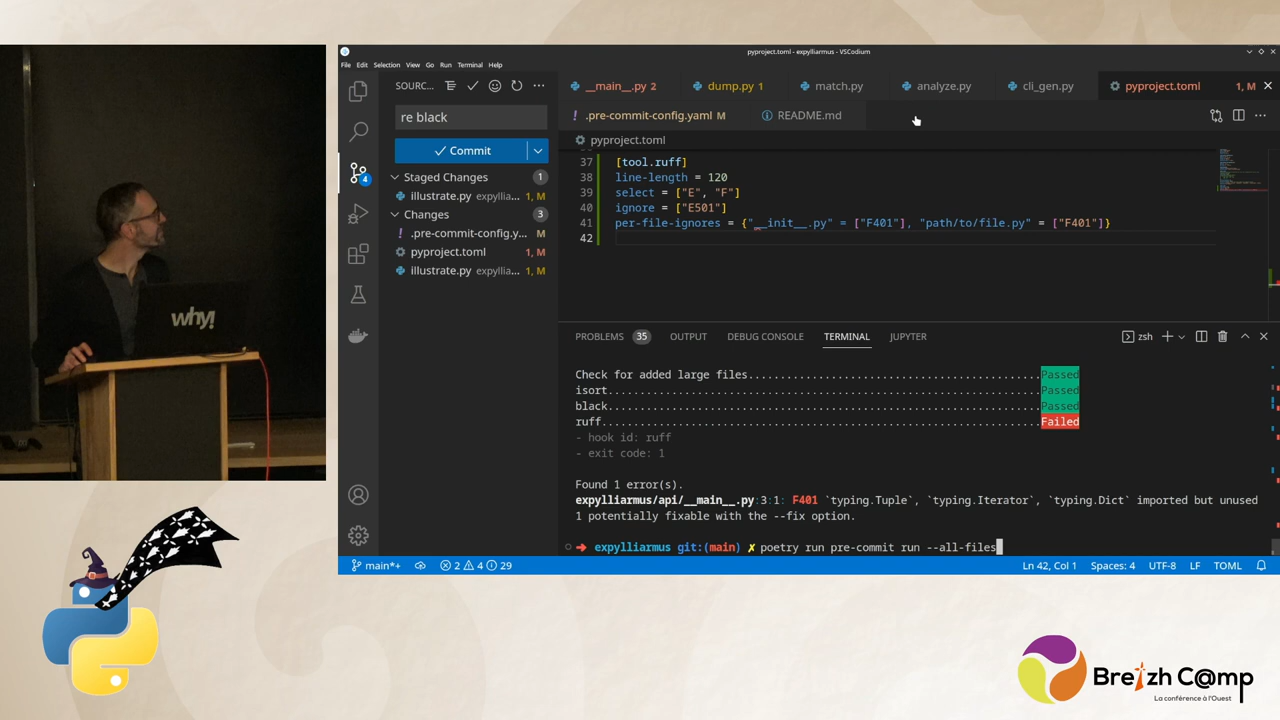 pyproject.toml - expylliarmus - VSCodium
File Edit Selection View Go Run Terminal Help
SOURC...
__main__.py 2 dump.py 1 match.py analyze.py cli_gen.py pyproject.toml 1, M
re black
.pre-commit-config.yaml M README.md
pyproject.toml
Commit
Staged Changes 1
illustrate.py expyllia... 1, M
Changes 3
.pre-commit-config.y... M
pyproject.toml 1, M
illustrate.py expyllia... 1, M
4
37 [tool.ruff]
38 line-length = 120
39 select = ["E", "F"]
40 ignore = ["E501"]
41 per-file-ignores = {"__init__.py" = ["F401"], "path/to/file.py" = ["F401"]}
42
PROBLEMS 35 OUTPUT DEBUG CONSOLE TERMINAL JUPYTER
zsh
Check for added large files..................................................Passed
isort........................................................................Passed
black........................................................................Passed
ruff.........................................................................Failed
- hook id: ruff
- exit code: 1
Found 1 error(s).
expylliarmus/api/__main__.py:3:1: F401 `typing.Tuple`, `typing.Iterator`, `typing.Dict` imported but unused
1 potentially fixable with the --fix option.
expylliarmus git:(main) ✗ poetry run pre-commit run --all-files
main*+ 2 4 29
Ln 42, Col 1 Spaces: 4 UTF-8 LF TOML
why!
Breizh C@mp
La conférence à l'Ouest